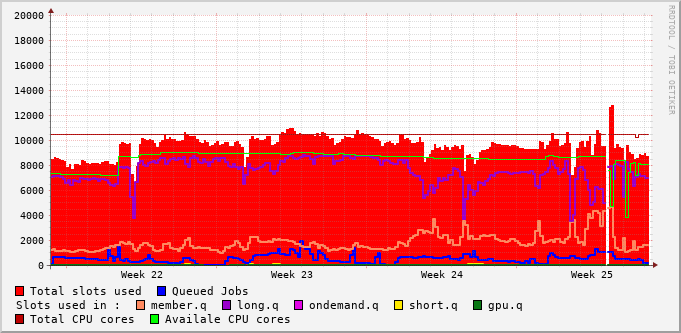 20000
18000
16000
14000
12000
10000
8000
6000
4000
2000
0
Week 22 Week 23 Week 24 Week 25
RRDTOOL / TOBI OETIKER
Total slots used Queued Jobs
Slots used in : member.q long.q ondemand.q short.q gpu.q
Total CPU cores Availale CPU cores